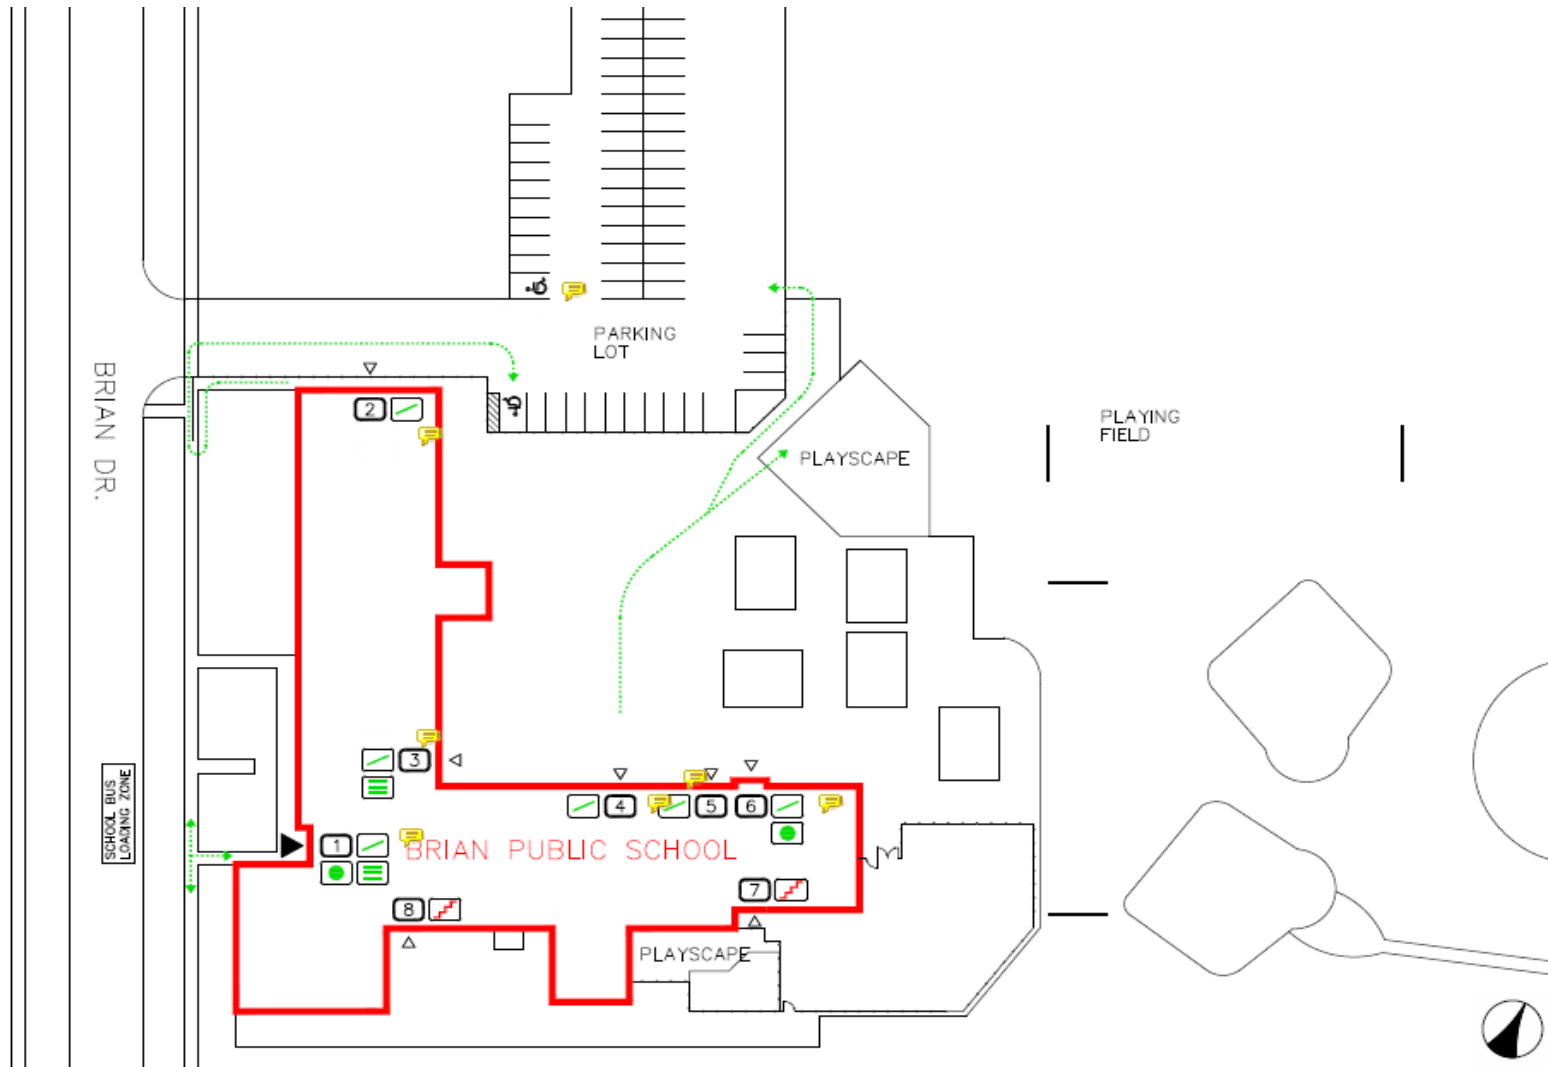 PARKING
LOT
BRIAN DR.
2
PLAYING
FIELD
PLAYSCAPE
3
SCHOOL BUS
LOADING ZONE
4
5
6
1
BRIAN PUBLIC SCHOOL
7
8
PLAYSCAPE